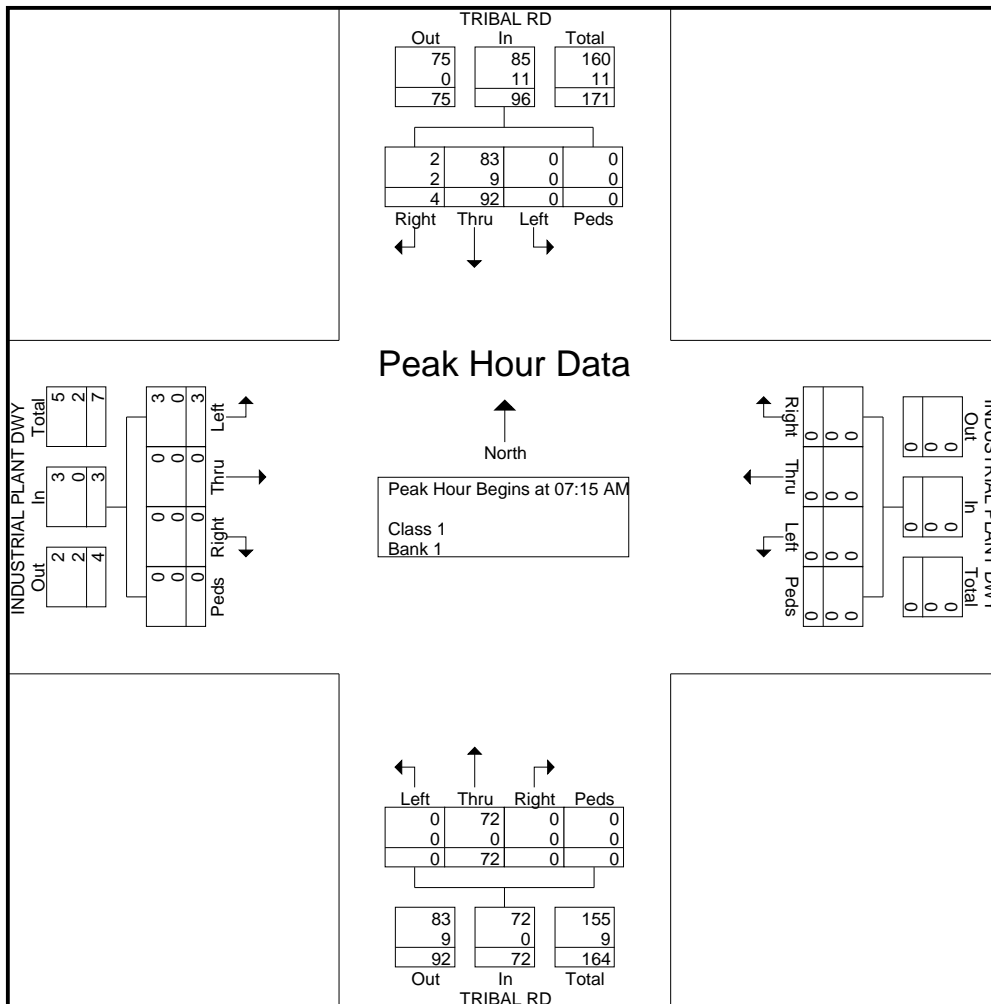 TRIBAL RD
Out In Total
75 85 160
0 11 11
75 96 171
2 83 0 0
2 9 0 0
4 92 0 0
Right Thru Left Peds
Peak Hour Data
North
Peak Hour Begins at 07:15 AM
Class 1
Bank 1
INDUSTRIAL PLANT DWY
Out In Total
2 3 5
2 0 2
4 3 7
Left Thru Right Peds
3 0 0 0
0 0 0 0
3 0 0 0
INDUSTRIAL PLANT DWY
Out In Total
0 0 0
0 0 0
0 0 0
Right Thru Left Peds
0 0 0 0
0 0 0 0
0 0 0 0
Left Thru Right Peds
0 72 0 0
0 0 0 0
0 72 0 0
83 72 155
9 0 9
92 72 164
Out In Total
TRIBAL RD